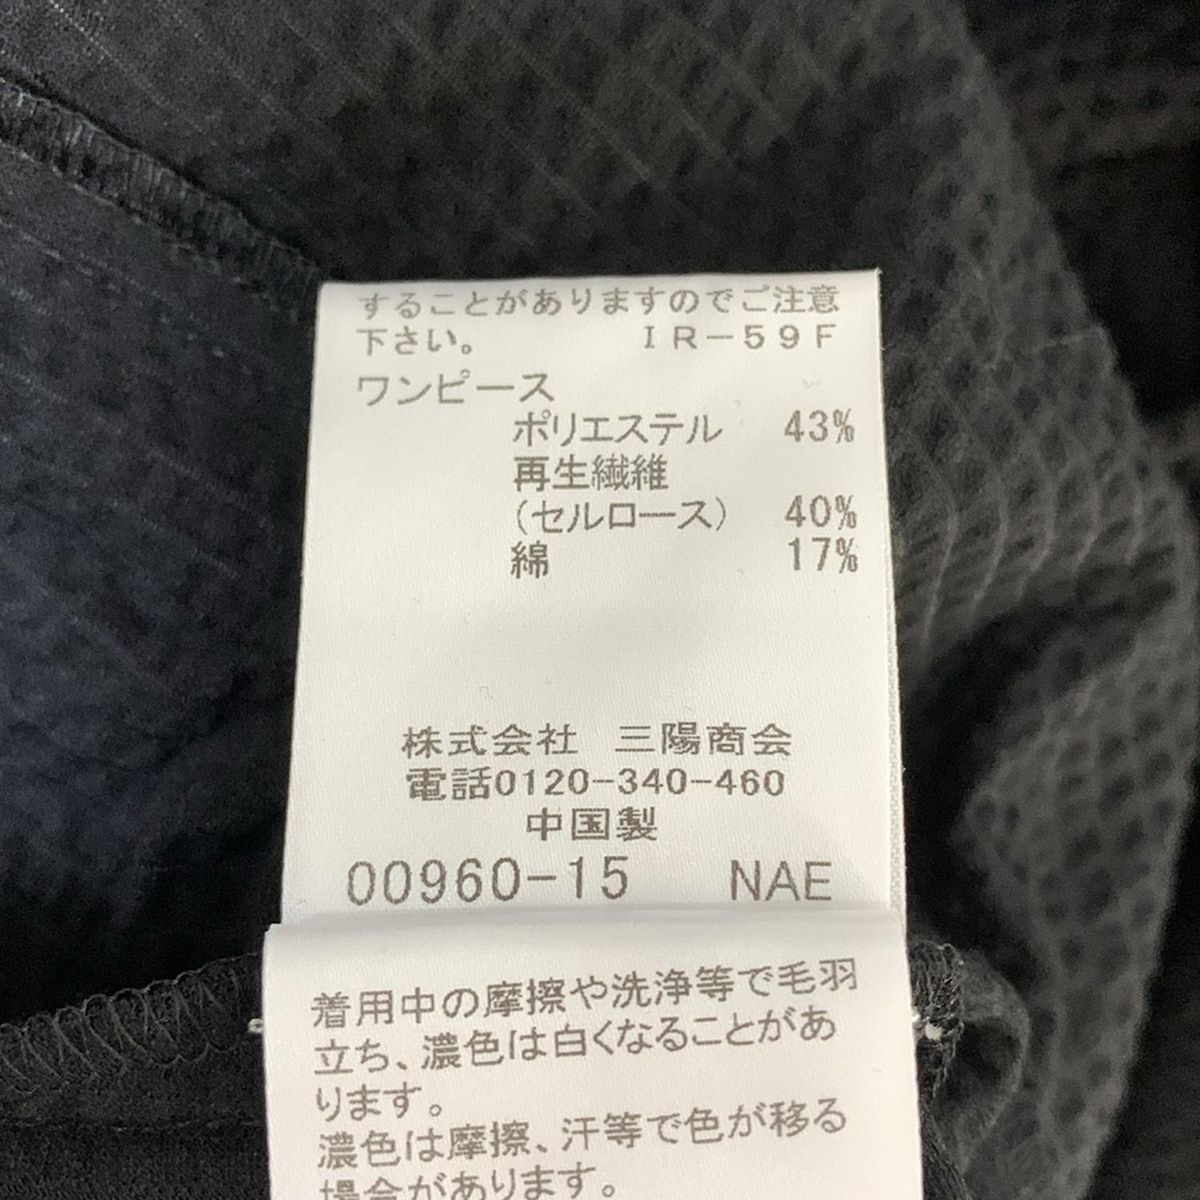 することがありますのでご注意
下さい。 IR-59F
ワンピース
ポリエステル 43%
再生繊維
(セルロース) 40%
綿 17%
株式会社 三陽商会
電話0120-340-460
中国製
00960-15 NAE
着用中の摩擦や洗浄等で毛羽
立ち、濃色は白くなることがあ
ります。
濃色は摩擦、汗等で色が移る
場合があります。